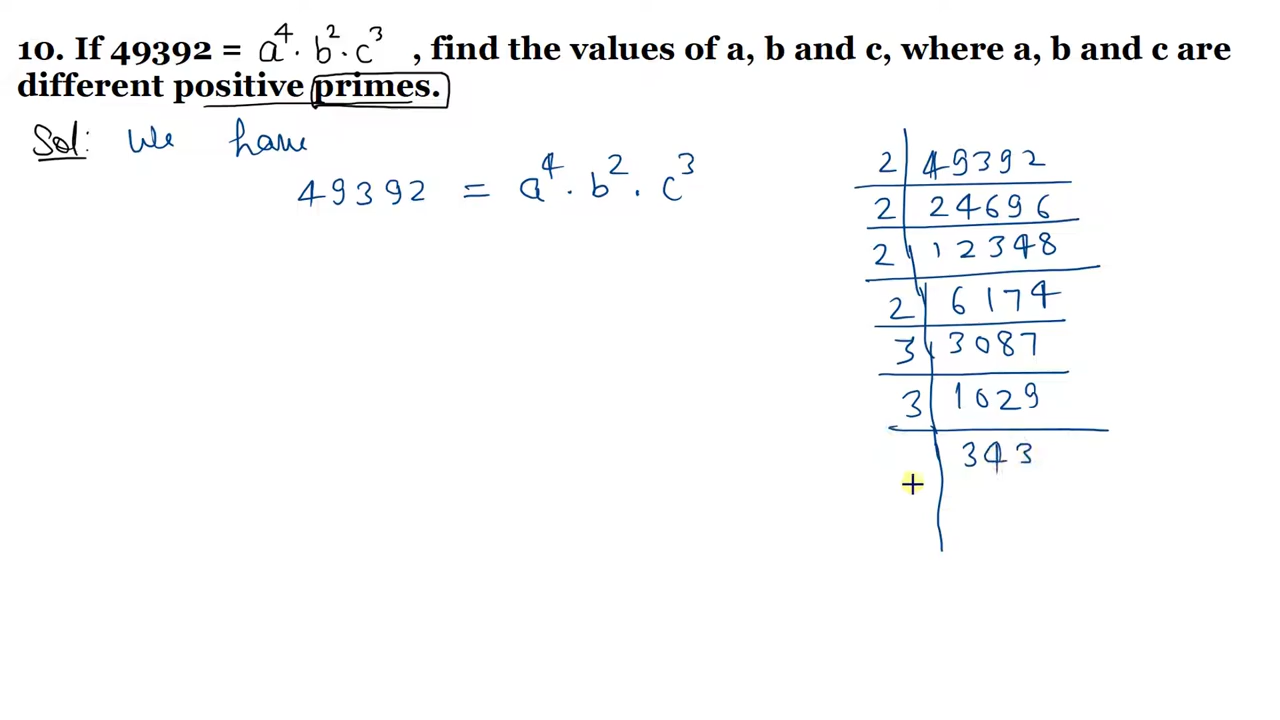 10. If 49392 = a⁴ · b² · c³ , find the values of a, b and c, where a, b and c are
different positive primes.
Sol: We have
49392 = a⁴ · b² · c³
2 | 49392
2 | 24696
2 | 12348
2 | 6174
3 | 3087
3 | 1029
343